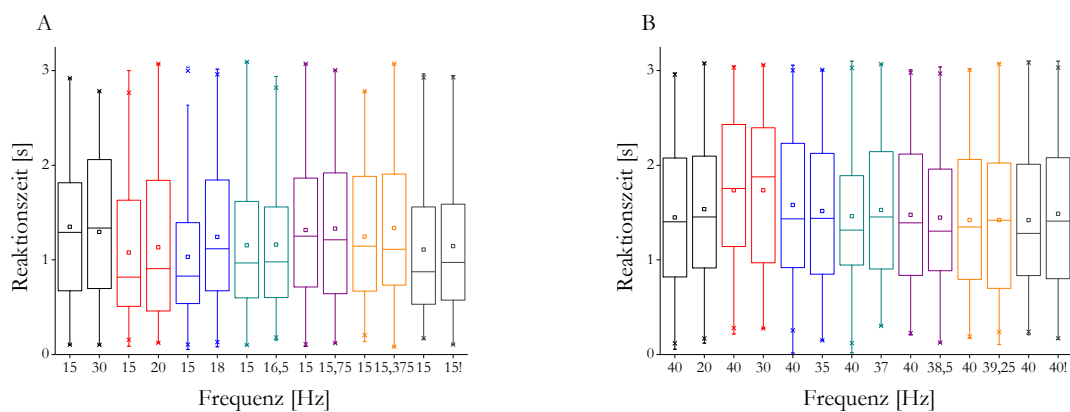 A
Reaktionszeit [s]
3
2
1
0
15 30 15 20 15 18 15 16,5 15 15,75 15 15,375 15 15!
Frequenz [Hz]
B
Reaktionszeit [s]
3
2
1
0
40 20 40 30 40 35 40 37 40 38,5 40 39,25 40 40!
Frequenz [Hz]